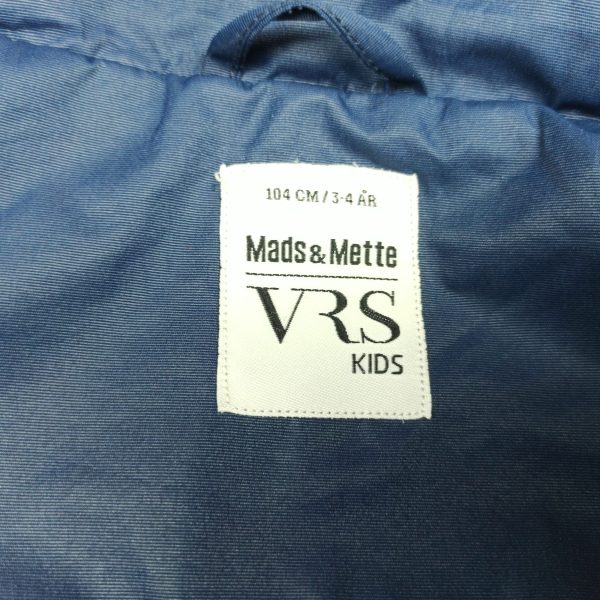 104 CM / 3-4 ÅR
Mads & Mette
VRS
KIDS